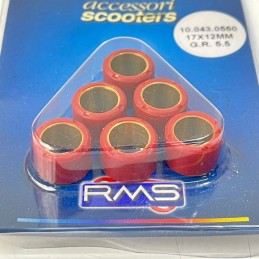 accessori
scooters
10.043.0550
17X12MM
G.R. 5.5
RMS